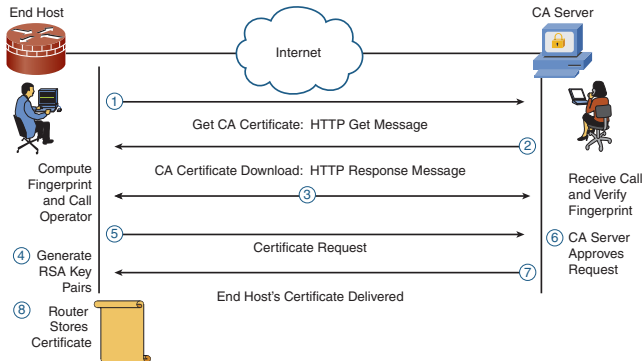 End Host
CA Server
Internet
1
Get CA Certificate: HTTP Get Message
2
CA Certificate Download: HTTP Response Message
Compute
Fingerprint
and Call
Operator
3
Receive Call
and Verify
Fingerprint
5
Certificate Request
4 Generate
RSA Key
Pairs
6 CA Server
Approves
Request
7
End Host's Certificate Delivered
8 Router
Stores
Certificate